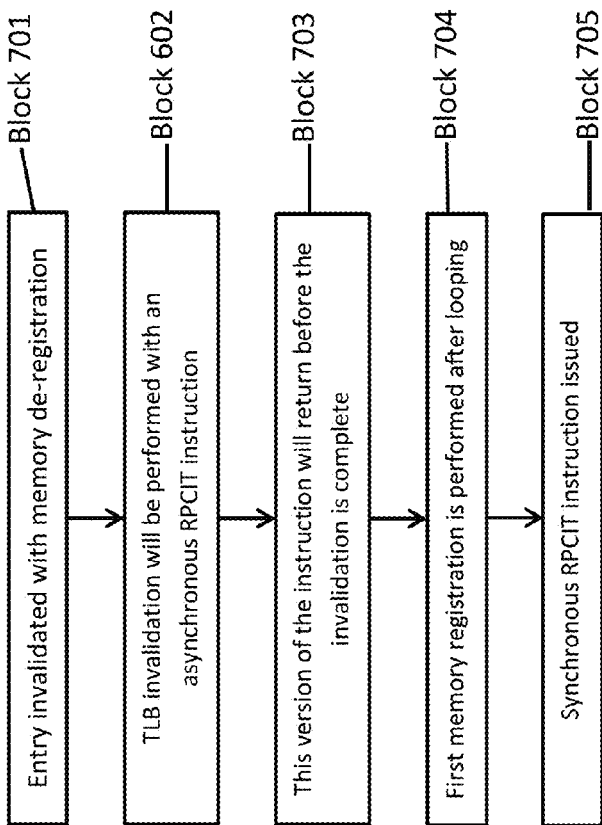 Entry invalidated with memory de-registration
Block 701
TLB invalidation will be performed with an
asynchronous RPCIT instruction
Block 602
This version of the instruction will return before the
invalidation is complete
Block 703
First memory registration is performed after looping
Block 704
Synchronous RPCIT instruction issued
Block 705